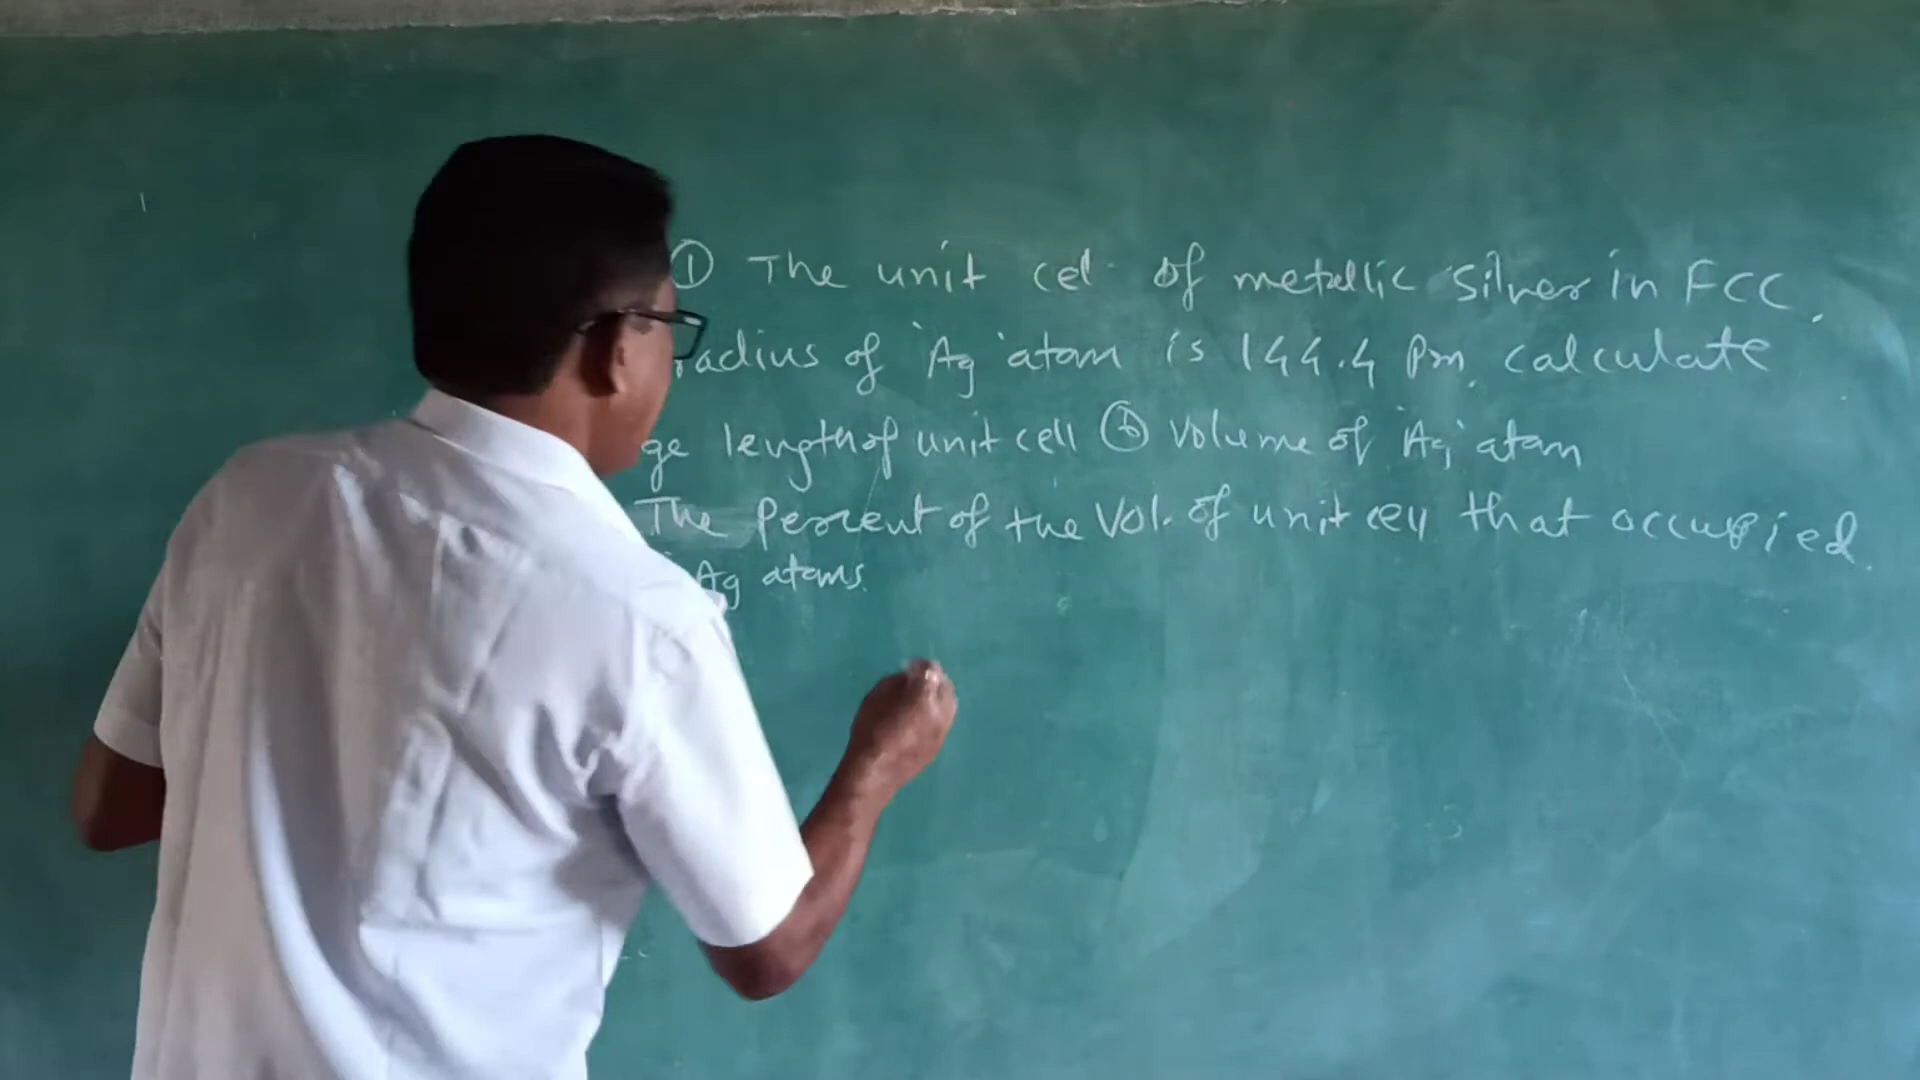 ① The unit cel of metallic silver in FCC.
radius of 'Ag' atom is 144.4 Pm. calculate
ge length of unit cell ⓑ Volume of 'Ag' atom
The Percent of the Vol. of unit cell that occupied.
Ag atoms.